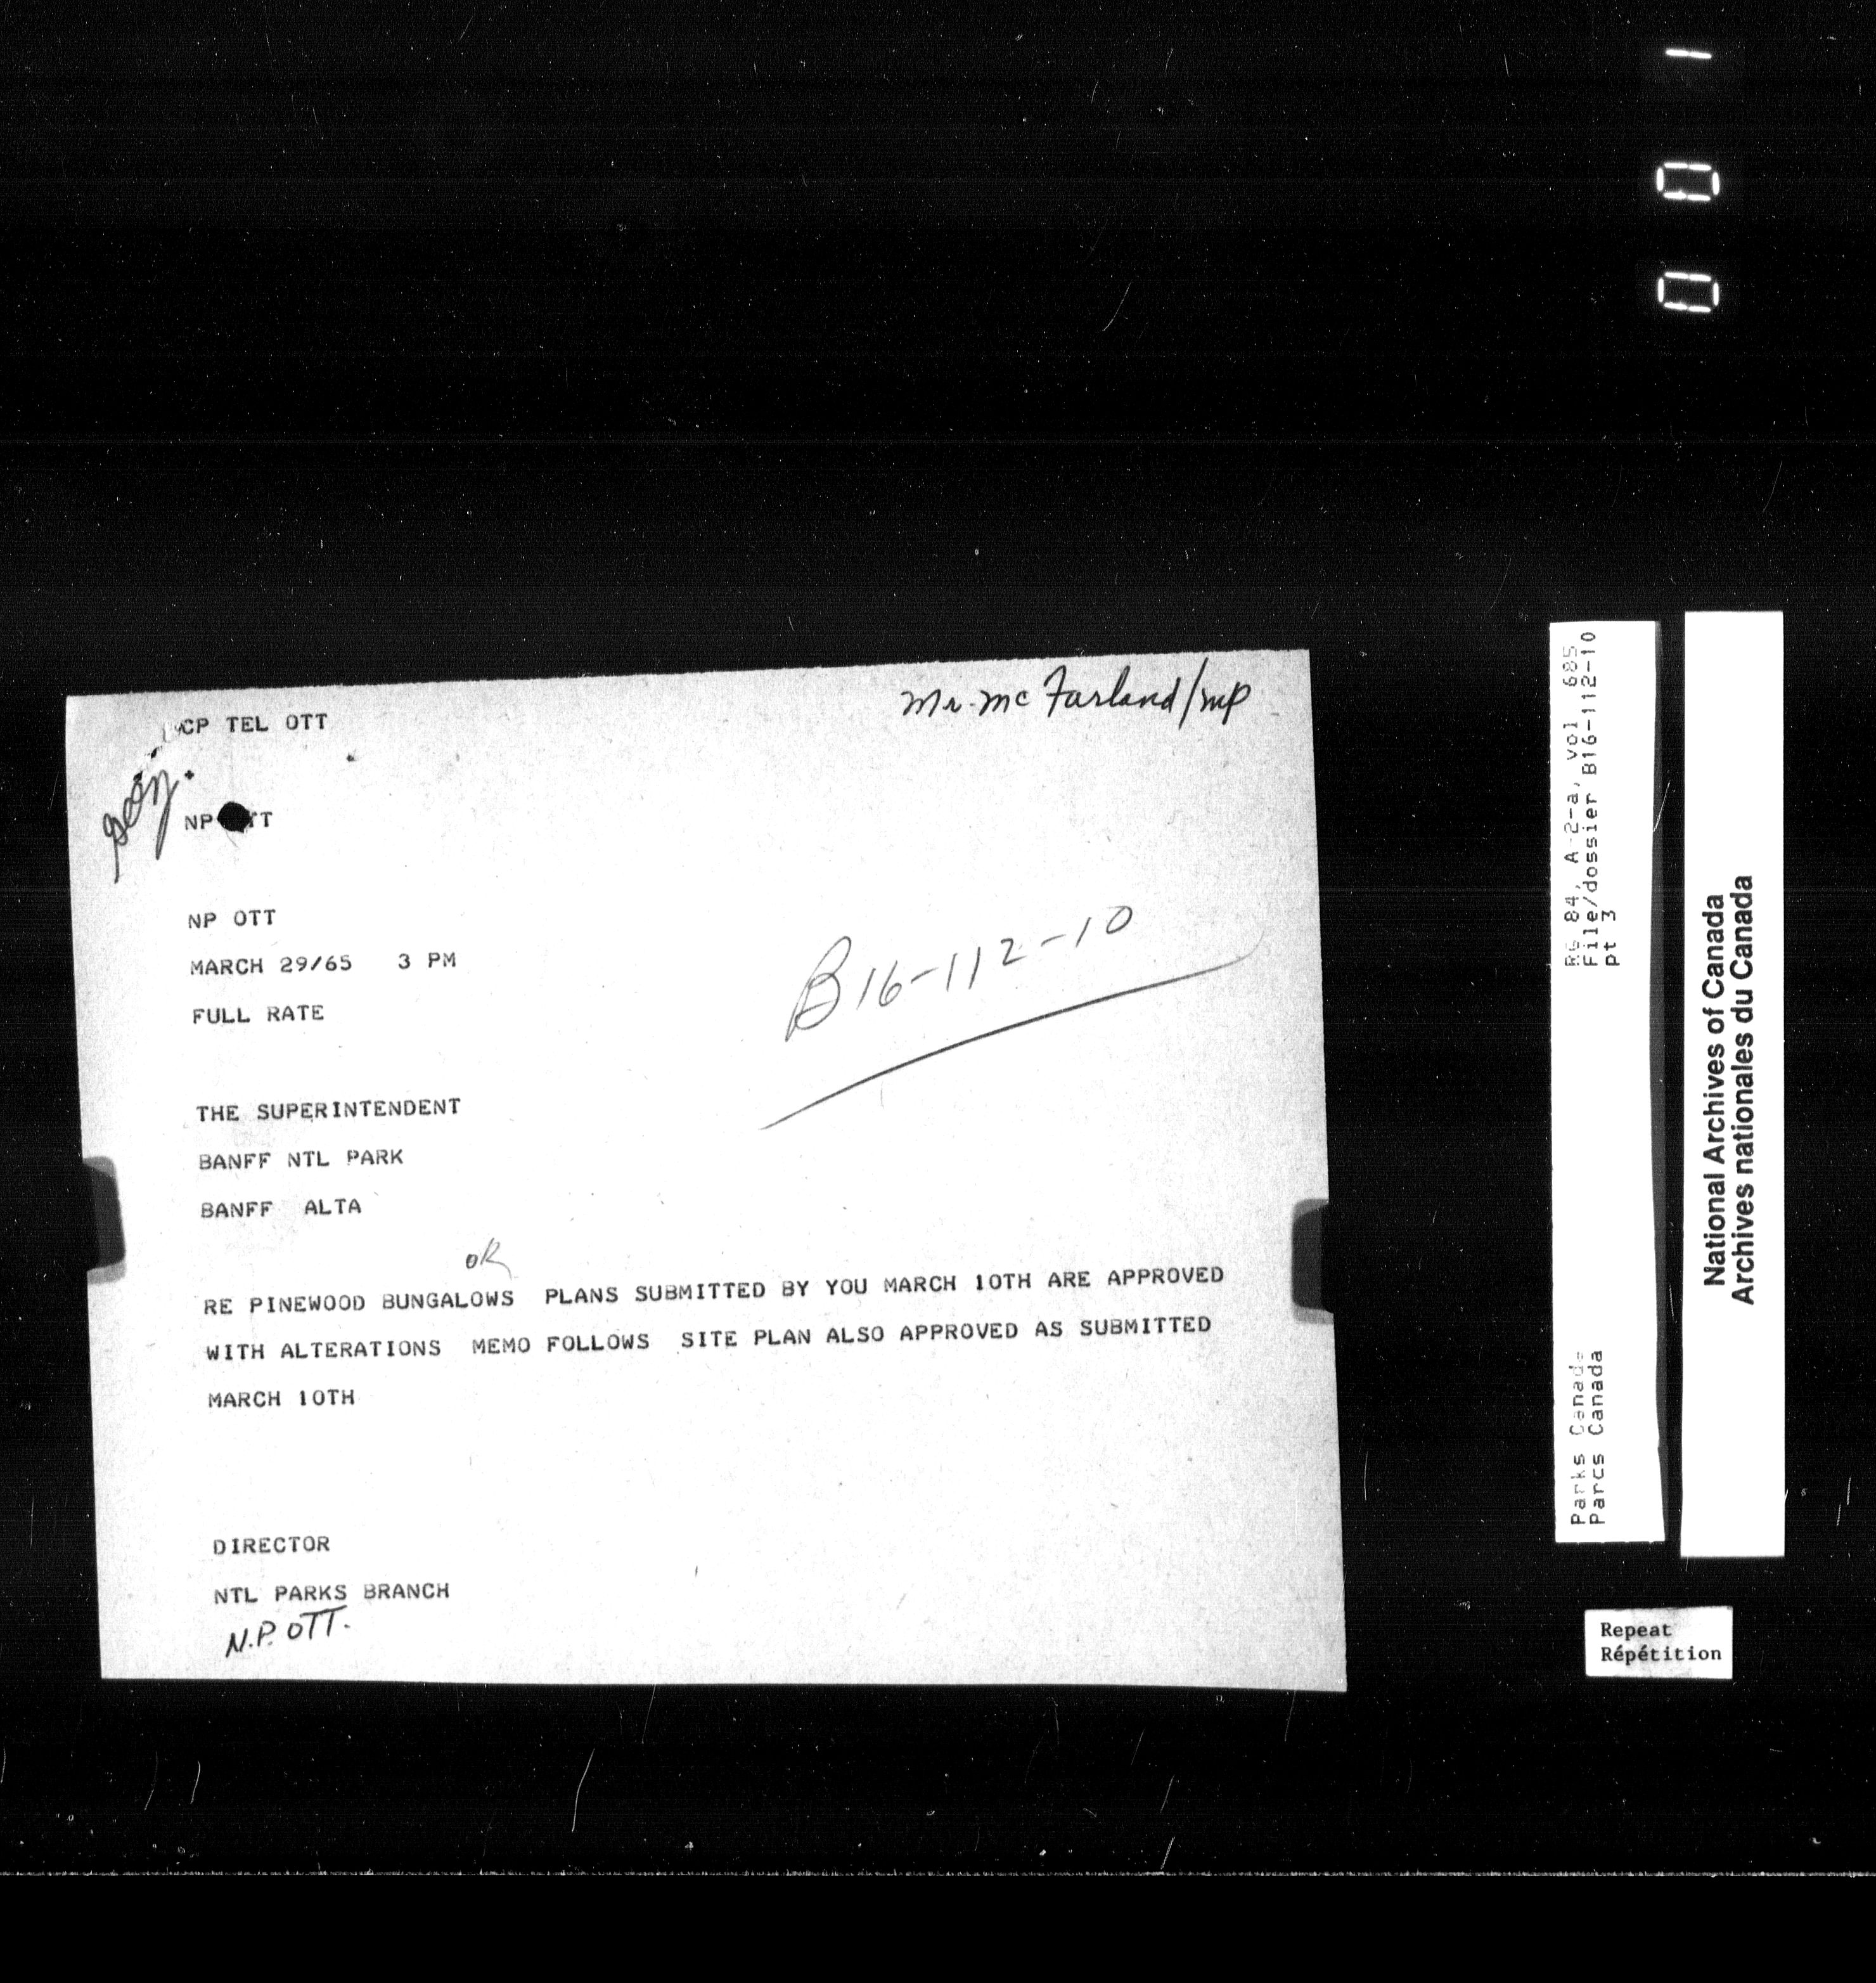 Mr. McFarland/mp
CP TEL OTT
NP OTT
NP OTT
MARCH 29/65 3 PM
FULL RATE
B16-112-10
THE SUPERINTENDENT
BANFF NTL PARK
BANFF ALTA
OK
RE PINEWOOD BUNGALOWS PLANS SUBMITTED BY YOU MARCH 10TH ARE APPROVED
WITH ALTERATIONS MEMO FOLLOWS SITE PLAN ALSO APPROVED AS SUBMITTED
MARCH 10TH
DIRECTOR
NTL PARKS BRANCH
N.P. OTT.
RG 84, A-2-a, vol 685,
File/dossier B16-112-10
pt 3
Parks Canada
Parcs Canada
National Archives of Canada
Archives nationales du Canada
Repeat
Répétition
001